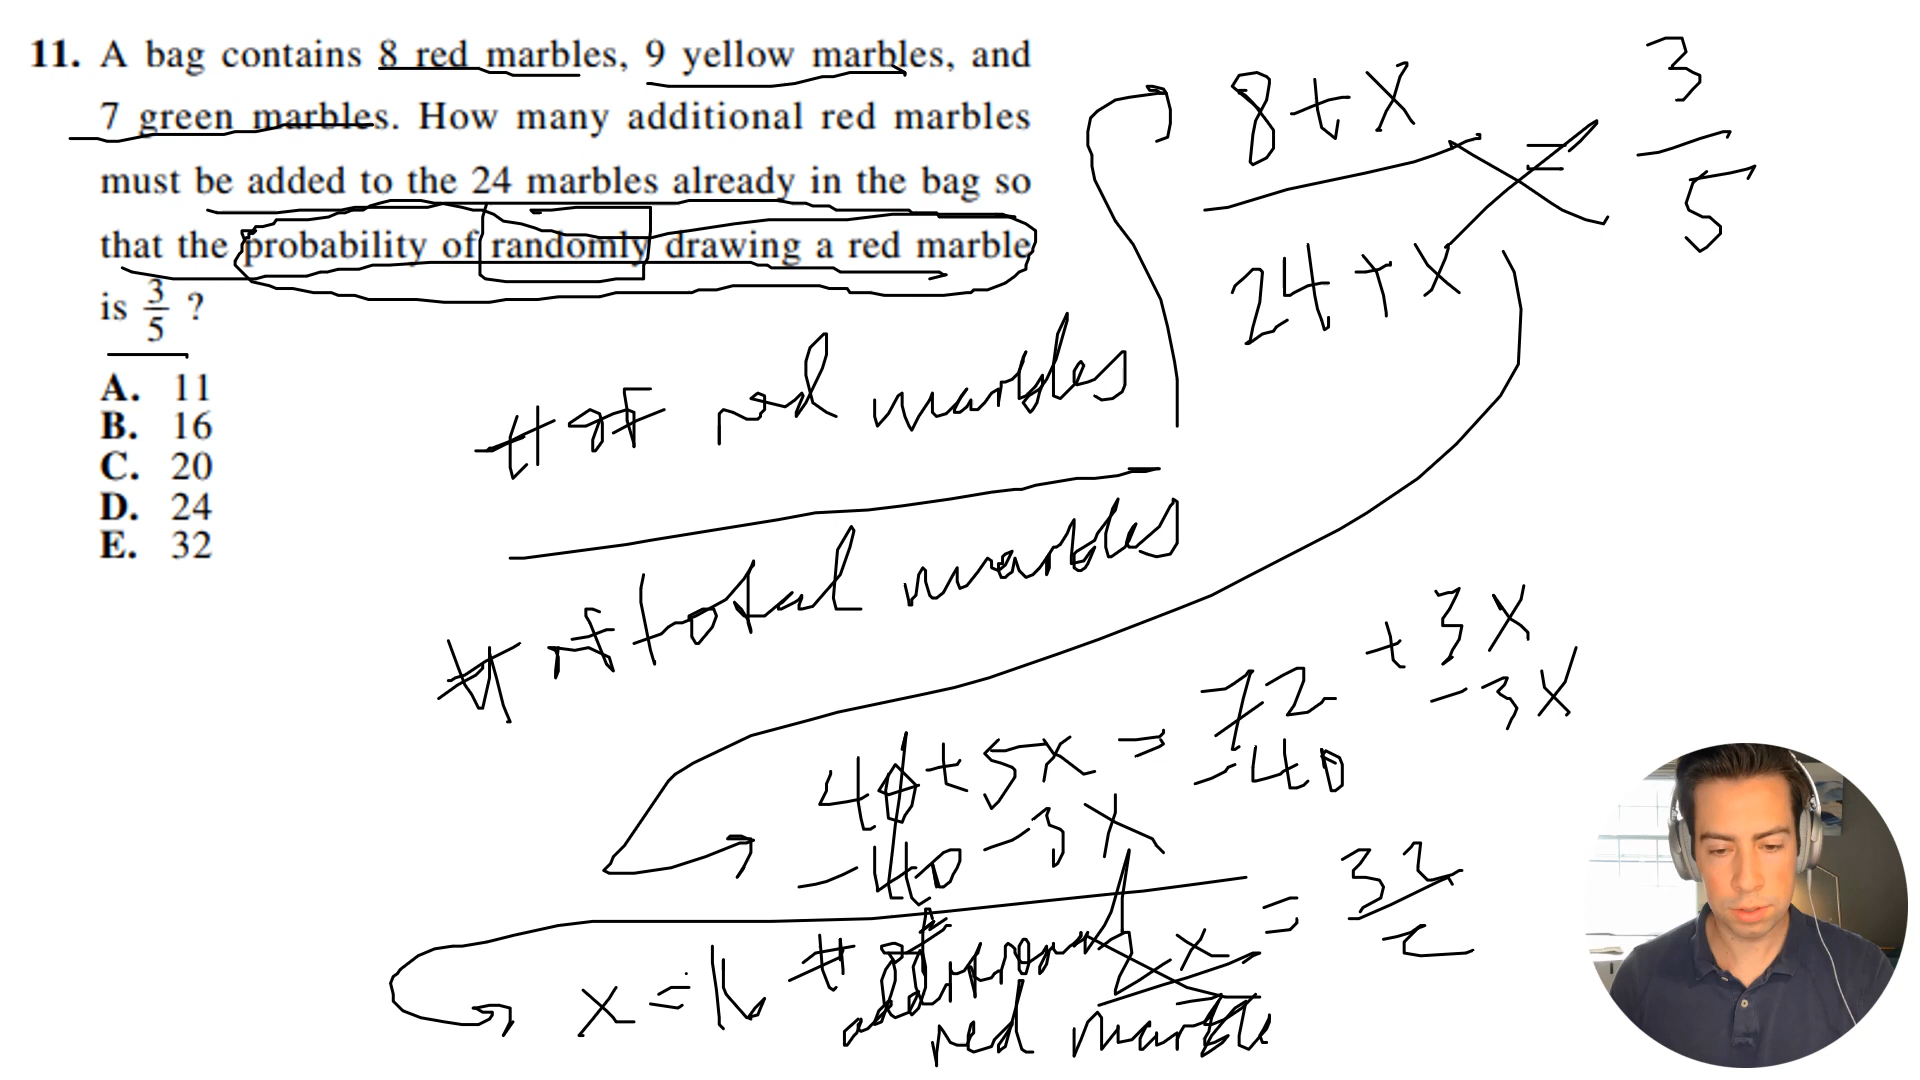 11. A bag contains 8 red marbles, 9 yellow marbles, and
7 green marbles. How many additional red marbles
must be added to the 24 marbles already in the bag so
that the probability of randomly drawing a red marble
is 3/5 ?
A. 11
B. 16
C. 20
D. 24
E. 32
8+x
24+x
= 3
5
# of red marbles
# of total marbles
40+5x = 72 + 3x
-40 -3x -40 -3x
2x = 32
2
x = 16 # of
additional
red marble